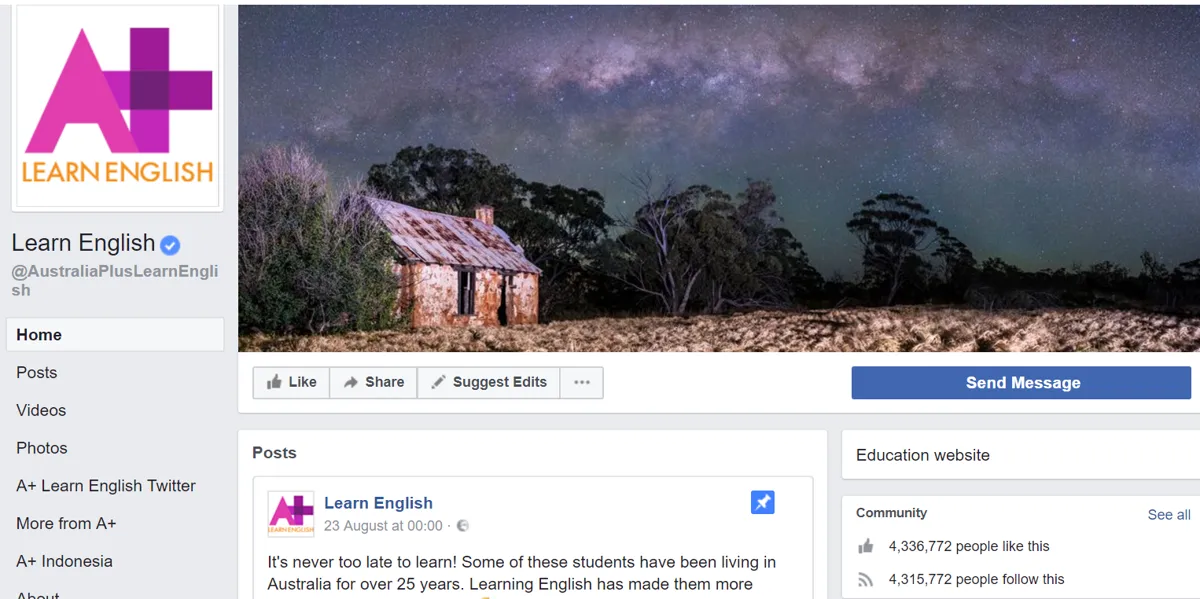 A+
LEARN ENGLISH
Learn English
@AustraliaPlusLearnEngli
sh
Home
Posts
Videos
Photos
A+ Learn English Twitter
More from A+
A+ Indonesia
About
Like
Share
Suggest Edits
Send Message
Posts
A+
LEARN ENGLISH
Learn English
23 August at 00:00 ·
It's never too late to learn! Some of these students have been living in
Australia for over 25 years. Learning English has made them more
Education website
Community
See all
4,336,772 people like this
4,315,772 people follow this